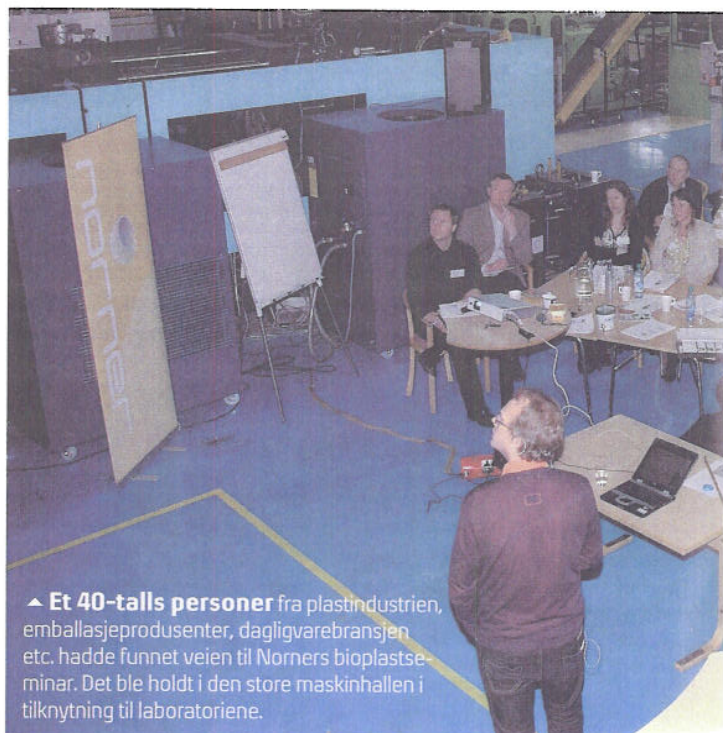 norner
▲ Et 40-talls personer fra plastindustrien,
emballasjeprodusenter, dagligvarebransjen
etc. hadde funnet veien til Norners bioplastse-
minar. Det ble holdt i den store maskinhallen i
tilknytning til laboratoriene.